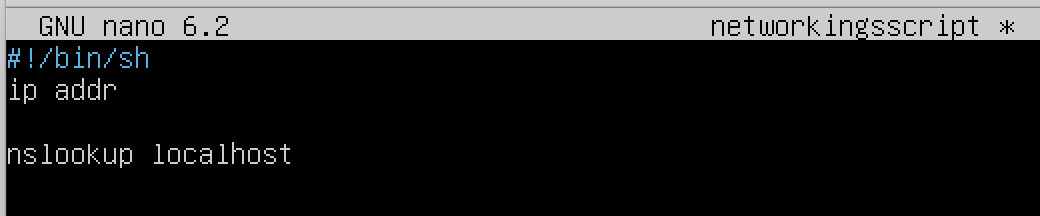 GNU nano 6.2 networkingsscript *
#!/bin/sh
ip addr
nslookup localhost